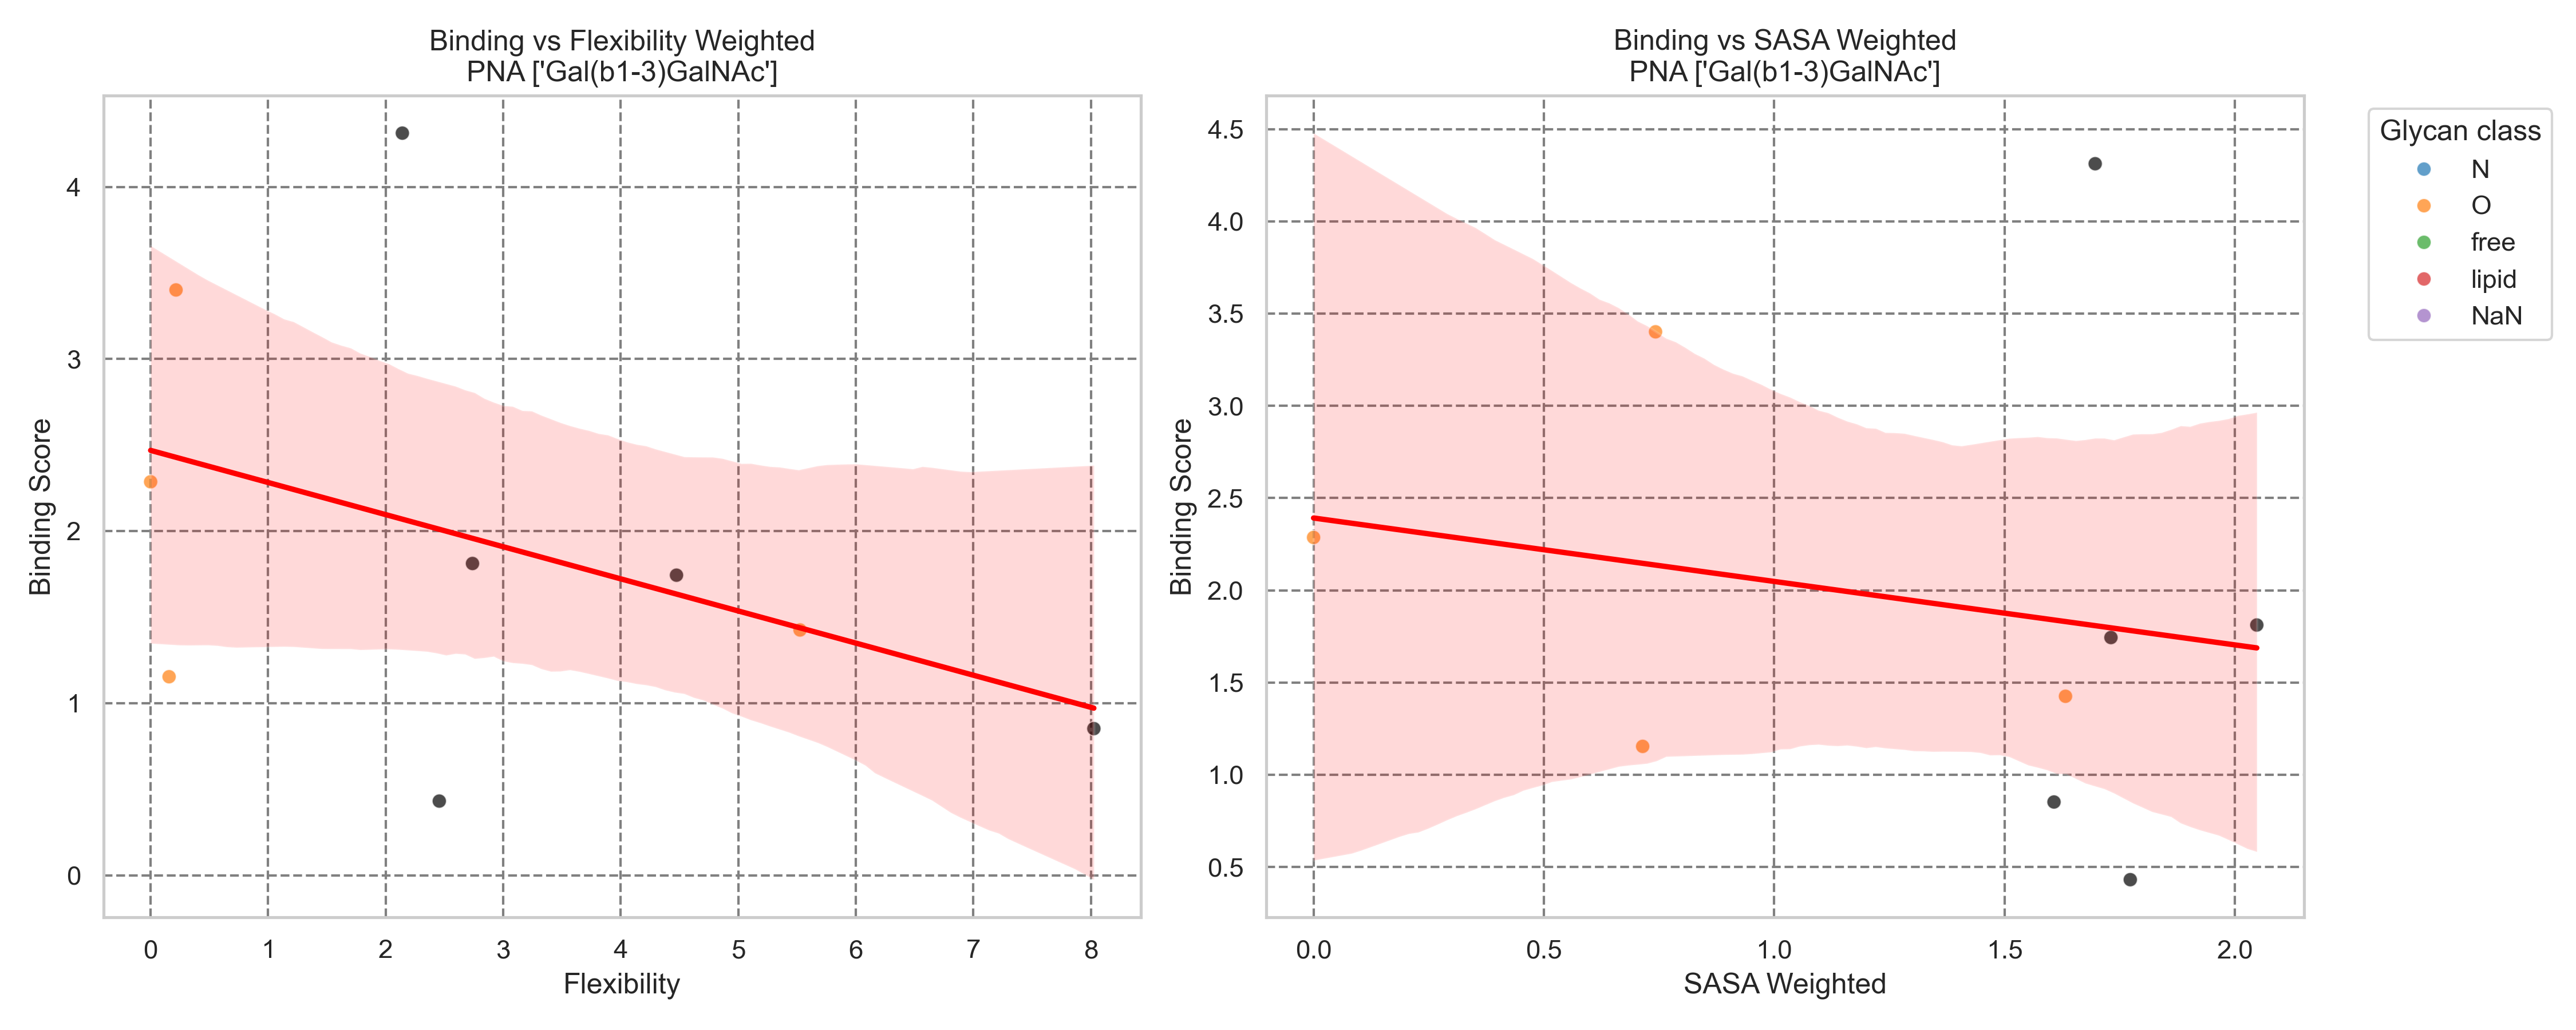 Binding vs Flexibility Weighted
PNA ['Gal(b1-3)GalNAc']
Binding Score
4
3
2
1
0
0 1 2 3 4 5 6 7 8
Flexibility
Binding vs SASA Weighted
PNA ['Gal(b1-3)GalNAc']
Binding Score
4.5
4.0
3.5
3.0
2.5
2.0
1.5
1.0
0.5
0.0 0.5 1.0 1.5 2.0
SASA Weighted
Glycan class
N
O
free
lipid
NaN